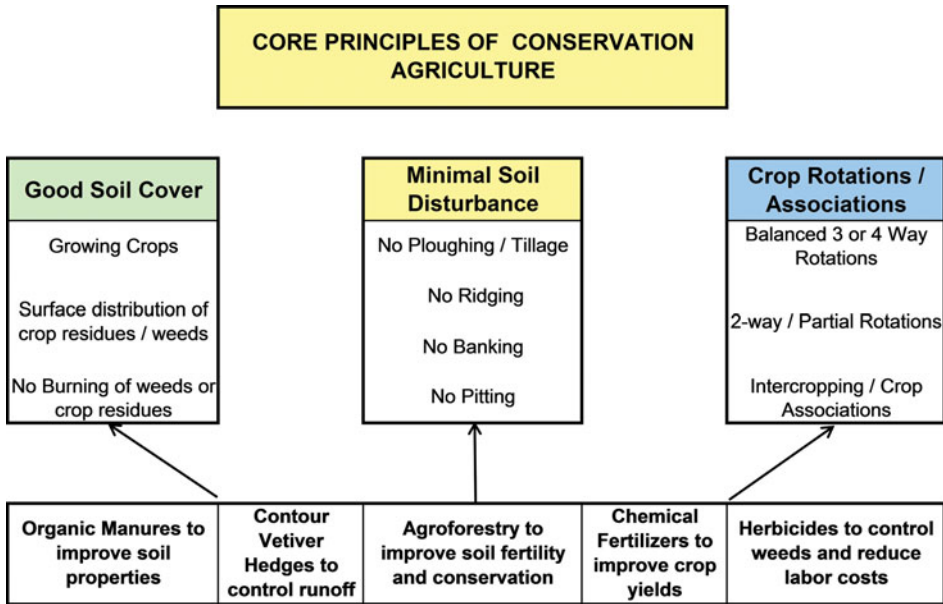 CORE PRINCIPLES OF CONSERVATION
AGRICULTURE
Good Soil Cover
Growing Crops
Surface distribution of
crop residues / weeds
No Burning of weeds or
crop residues
Minimal Soil
Disturbance
No Ploughing / Tillage
No Ridging
No Banking
No Pitting
Crop Rotations /
Associations
Balanced 3 or 4 Way
Rotations
2-way / Partial Rotations
Intercropping / Crop
Associations
Organic Manures to
improve soil
properties
Contour
Vetiver
Hedges to
control runoff
Agroforestry to
improve soil fertility
and conservation
Chemical
Fertilizers to
improve crop
yields
Herbicides to control
weeds and reduce
labor costs